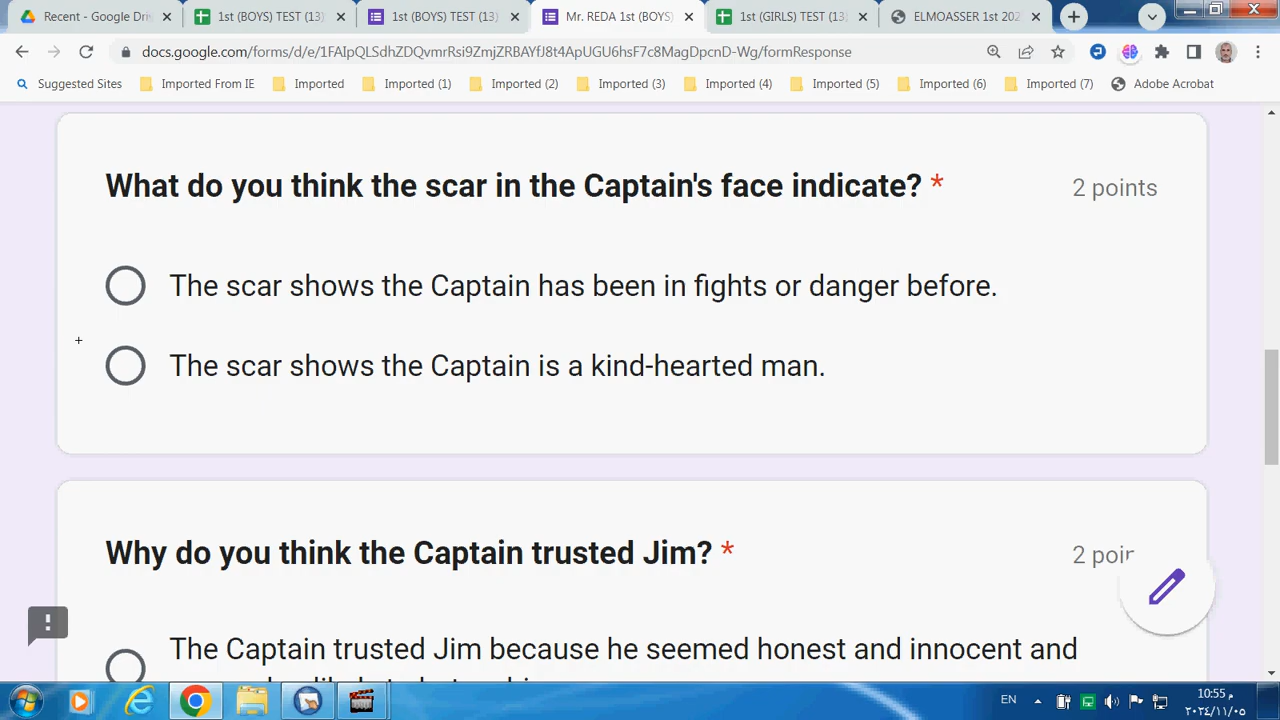 Recent - Google Dri
1st (BOYS) TEST (13)
1st (BOYS) TEST (
Mr. REDA 1st (BOYS)
1st (GIRLS) TEST (
SER 1st 202
docs.google.com/forms/d/e/1FAIpQLSdhZDQvmrRsi9ZmjZRBAYfJ84ApUGU6hsF7c8MagDpcnD-Wg/formResponse
Suggested Sites
Imported From IE
Imported
Imported (1)
Imported (2)
Imported (3)
Imported (4)
Imported (5)
Imported (6)
Imported (7)
Adobe Acrobat
What do you think the scar in the Captain's face indicate? *
2 points
The scar shows the Captain has been in fights or danger before.
The scar shows the Captain is a kind-hearted man.
Why do you think the Captain trusted Jim? *
2 poir
The Captain trusted Jim because he seemed honest and innocent and
EN
10:55 م
٢٠٢٤/١١/٠٥